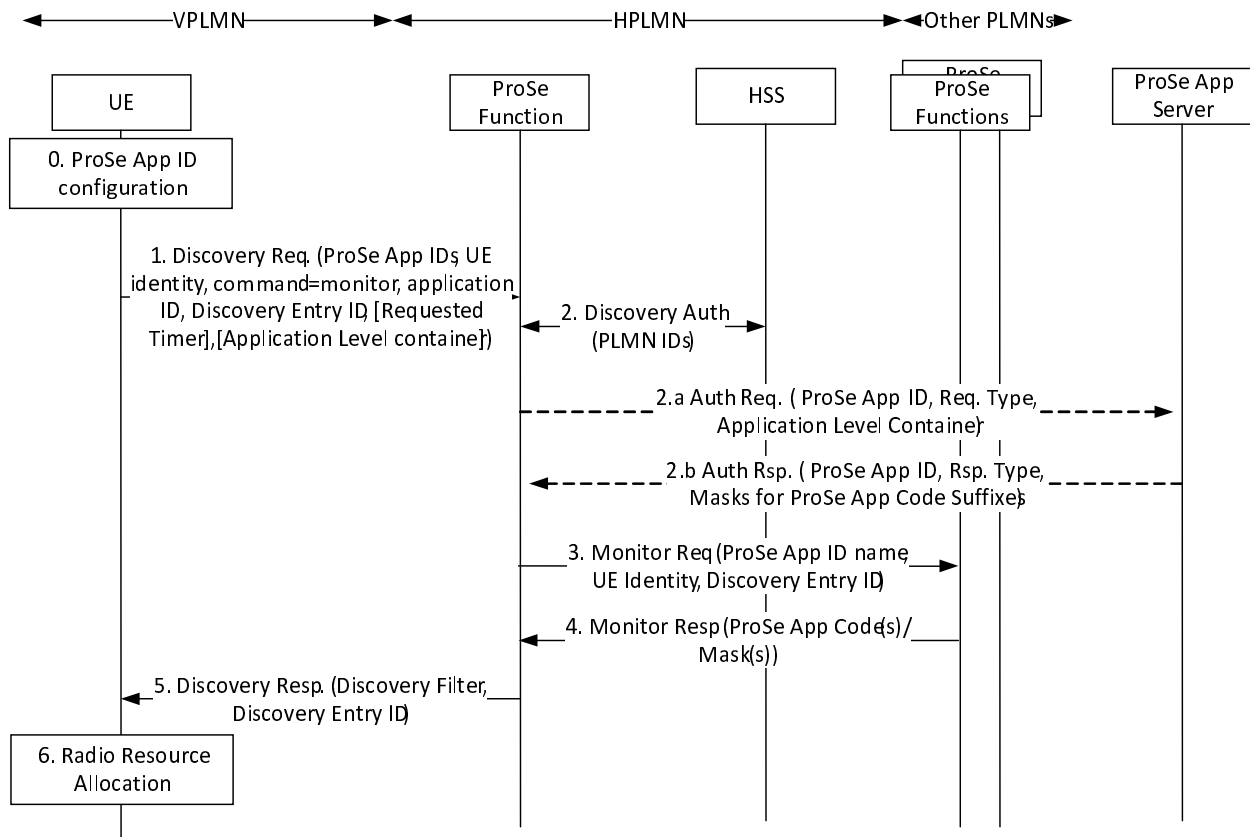 VPLMN
HPLMN
Other PLMNs
UE
ProSe
Function
HSS
ProSe
ProSe
Functions
ProSe App
Server
0. ProSe App ID
configuration
1. Discovery Req. (ProSe App IDs, UE
identity, command=monitor, application
ID, Discovery Entry ID, [Requested
Timer],[Application Level container])
2. Discovery Auth
(PLMN IDs)
2.a Auth Req. ( ProSe App ID, Req. Type,
Application Level Container)
2.b Auth Rsp. ( ProSe App ID, Rsp. Type,
Masks for ProSe App Code Suffixes)
3. Monitor Req (ProSe App ID name,
UE Identity, Discovery Entry ID)
4. Monitor Resp (ProSe App Code(s)/
Mask(s))
5. Discovery Resp. (Discovery Filter,
Discovery Entry ID)
6. Radio Resource
Allocation